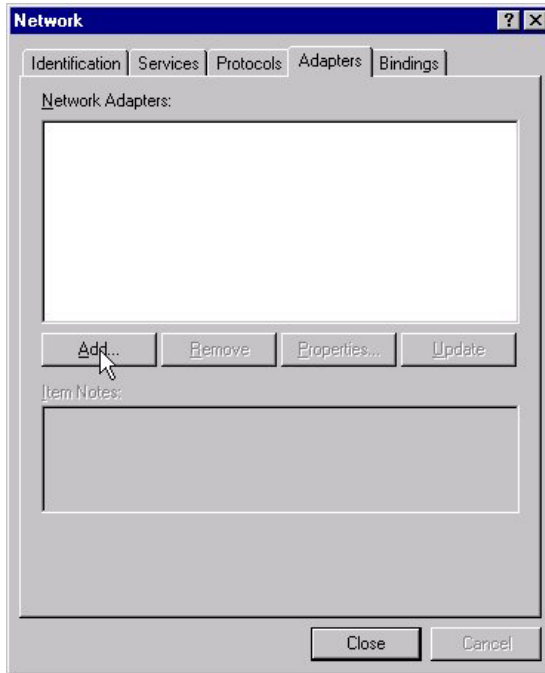 Network
Identification Services Protocols Adapters Bindings
Network Adapters:
Add... Remove Properties... Update
Item Notes:
Close Cancel